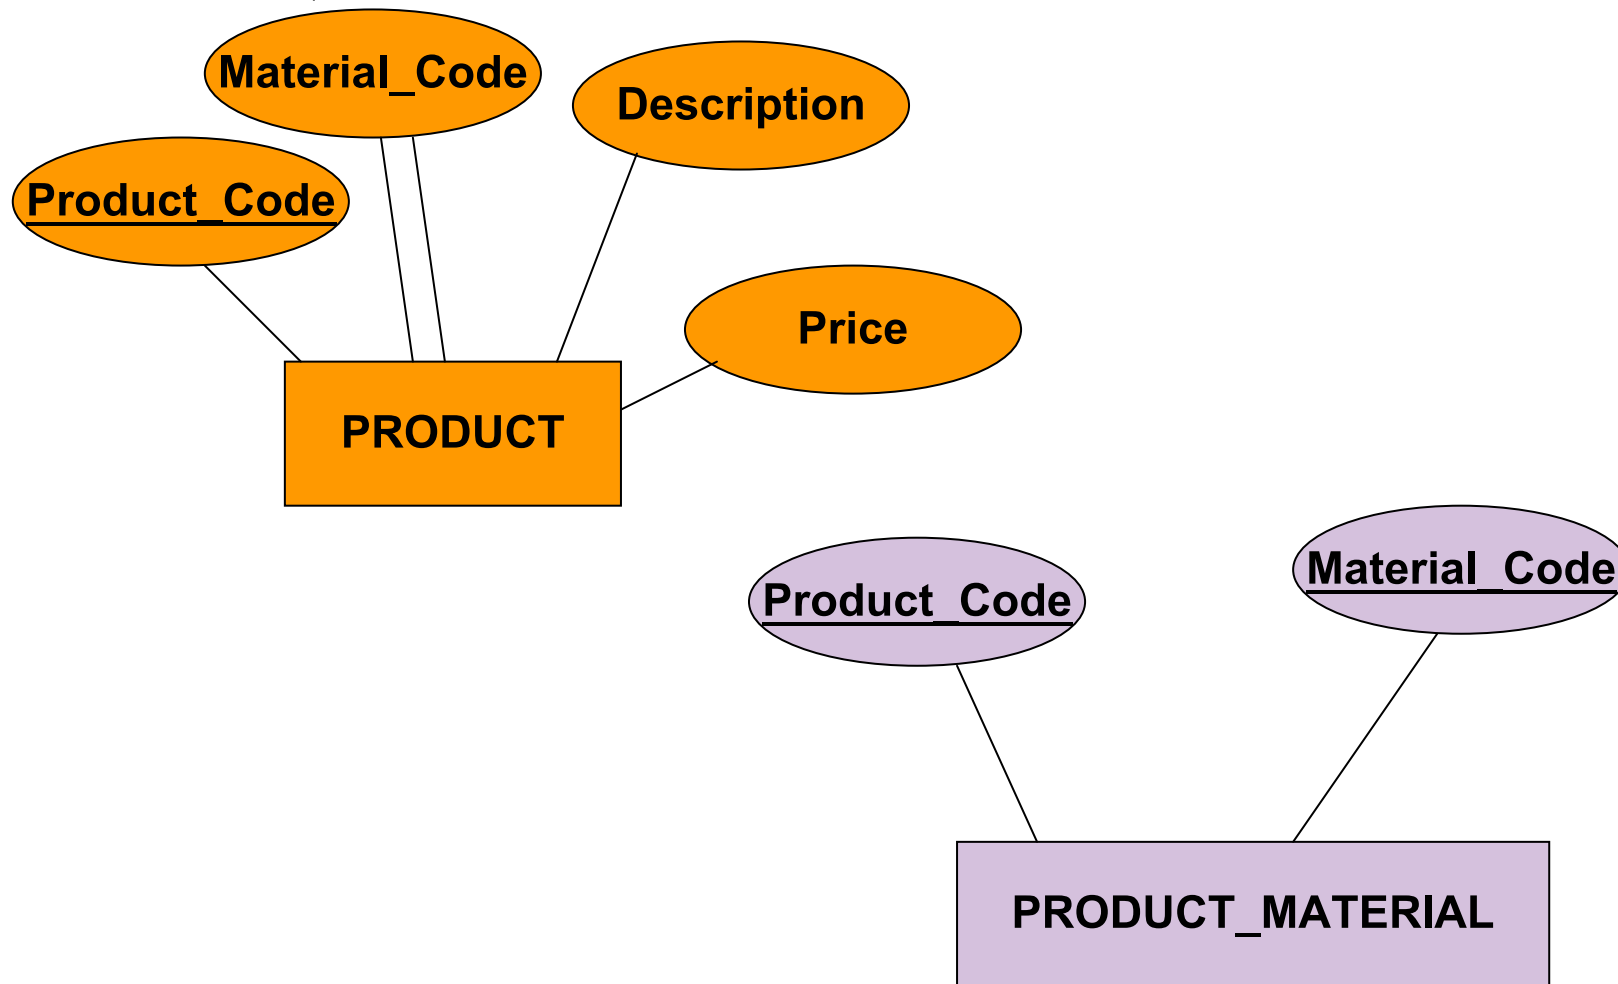 Material_Code
Description
Product_Code
Price
PRODUCT
Material_Code
Product_Code
PRODUCT_MATERIAL